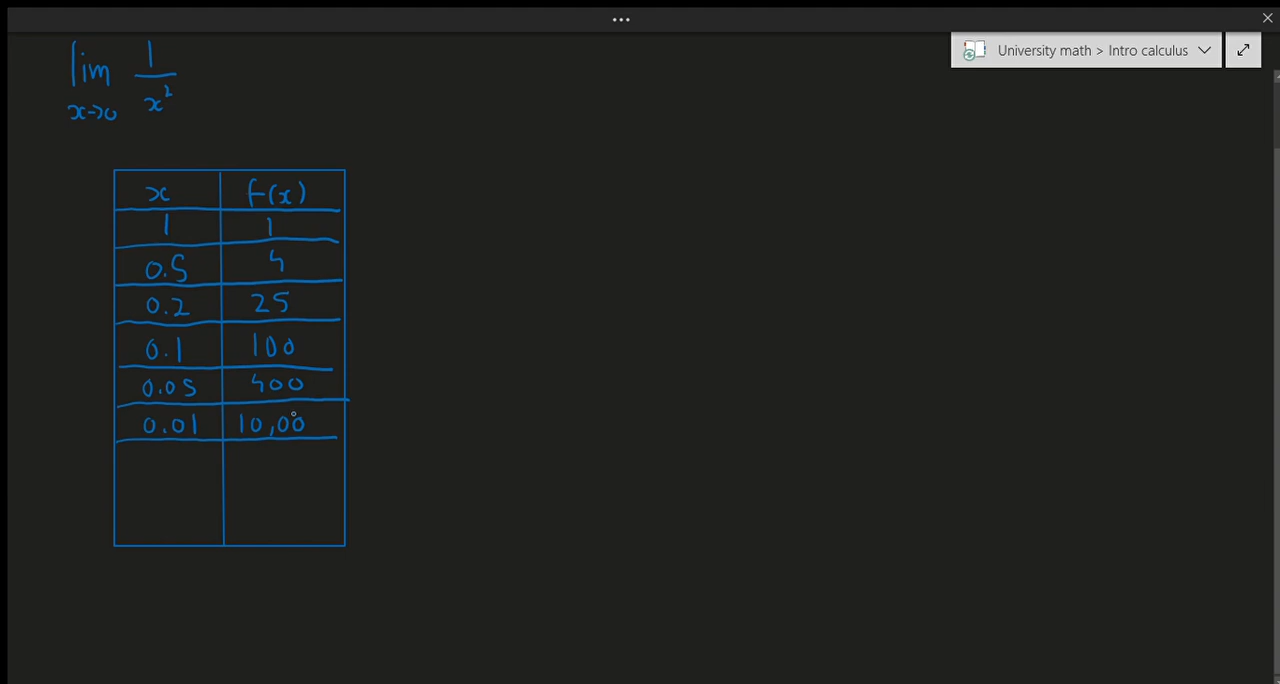 University math > Intro calculus
lim 1/x²
x→0
x f(x)
1 1
0.5 4
0.2 25
0.1 100
0.05 400
0.01 10,00